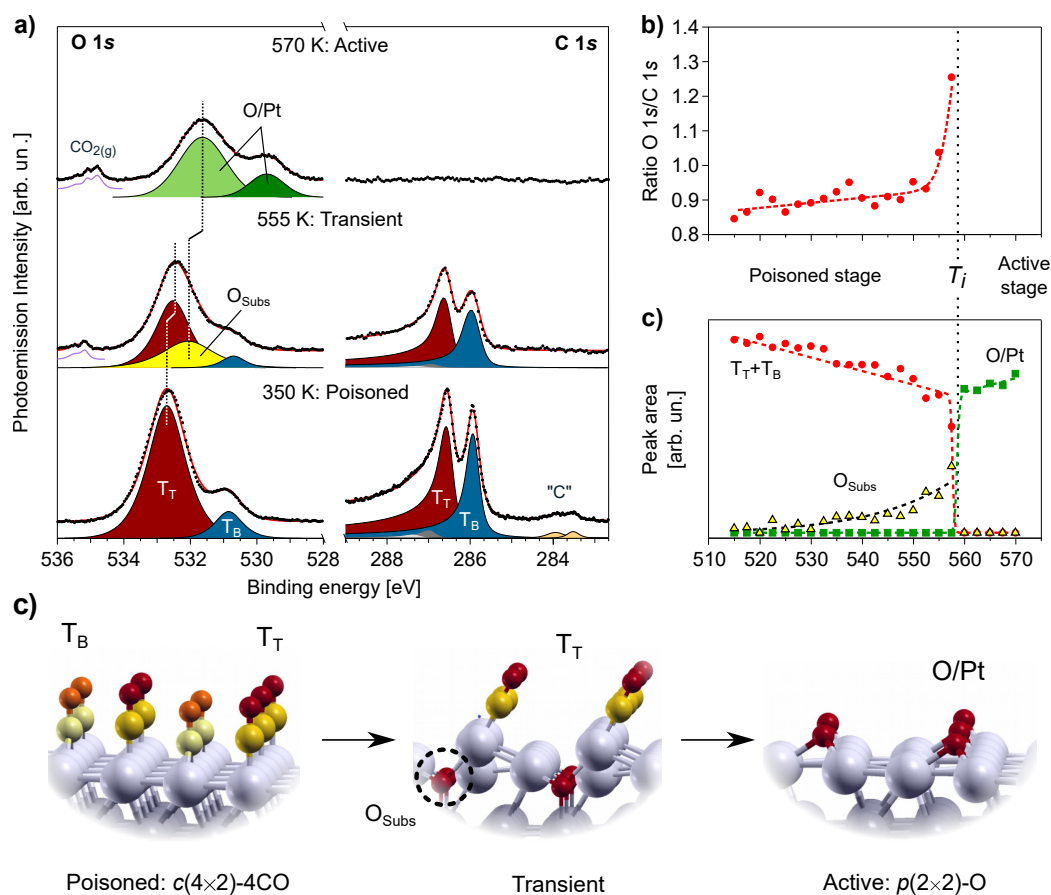 a)
O 1s
570 K: Active
C 1s
O/Pt
CO2(g)
555 K: Transient
OSubs
350 K: Poisoned
TT
TB
TT
TB
"C"
Photoemission Intensity [arb. un.]
536 534 532 530 528 288 286 284
Binding energy [eV]
b)
Ratio O 1s/C 1s
1.4
1.3
1.2
1.1
1.0
0.9
0.8
Poisoned stage
Ti
Active
stage
c)
O/Pt
TT+TB
OSubs
Peak area
[arb. un.]
510 520 530 540 550 560 570
Temperature [K]
c)
TB
TT
TT
O/Pt
OSubs
Poisoned: c(4×2)-4CO
Transient
Active: p(2×2)-O